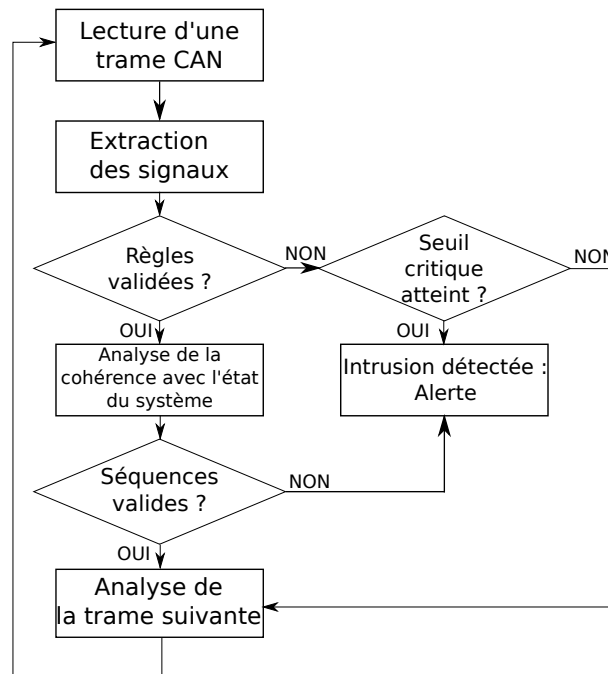 Lecture d'une
trame CAN
Extraction
des signaux
Règles
validées ?
NON
Seuil
critique
atteint ?
NON
OUI
OUI
Analyse de la
cohérence avec l'état
du système
Intrusion détectée :
Alerte
Séquences
valides ?
NON
OUI
Analyse de
la trame suivante